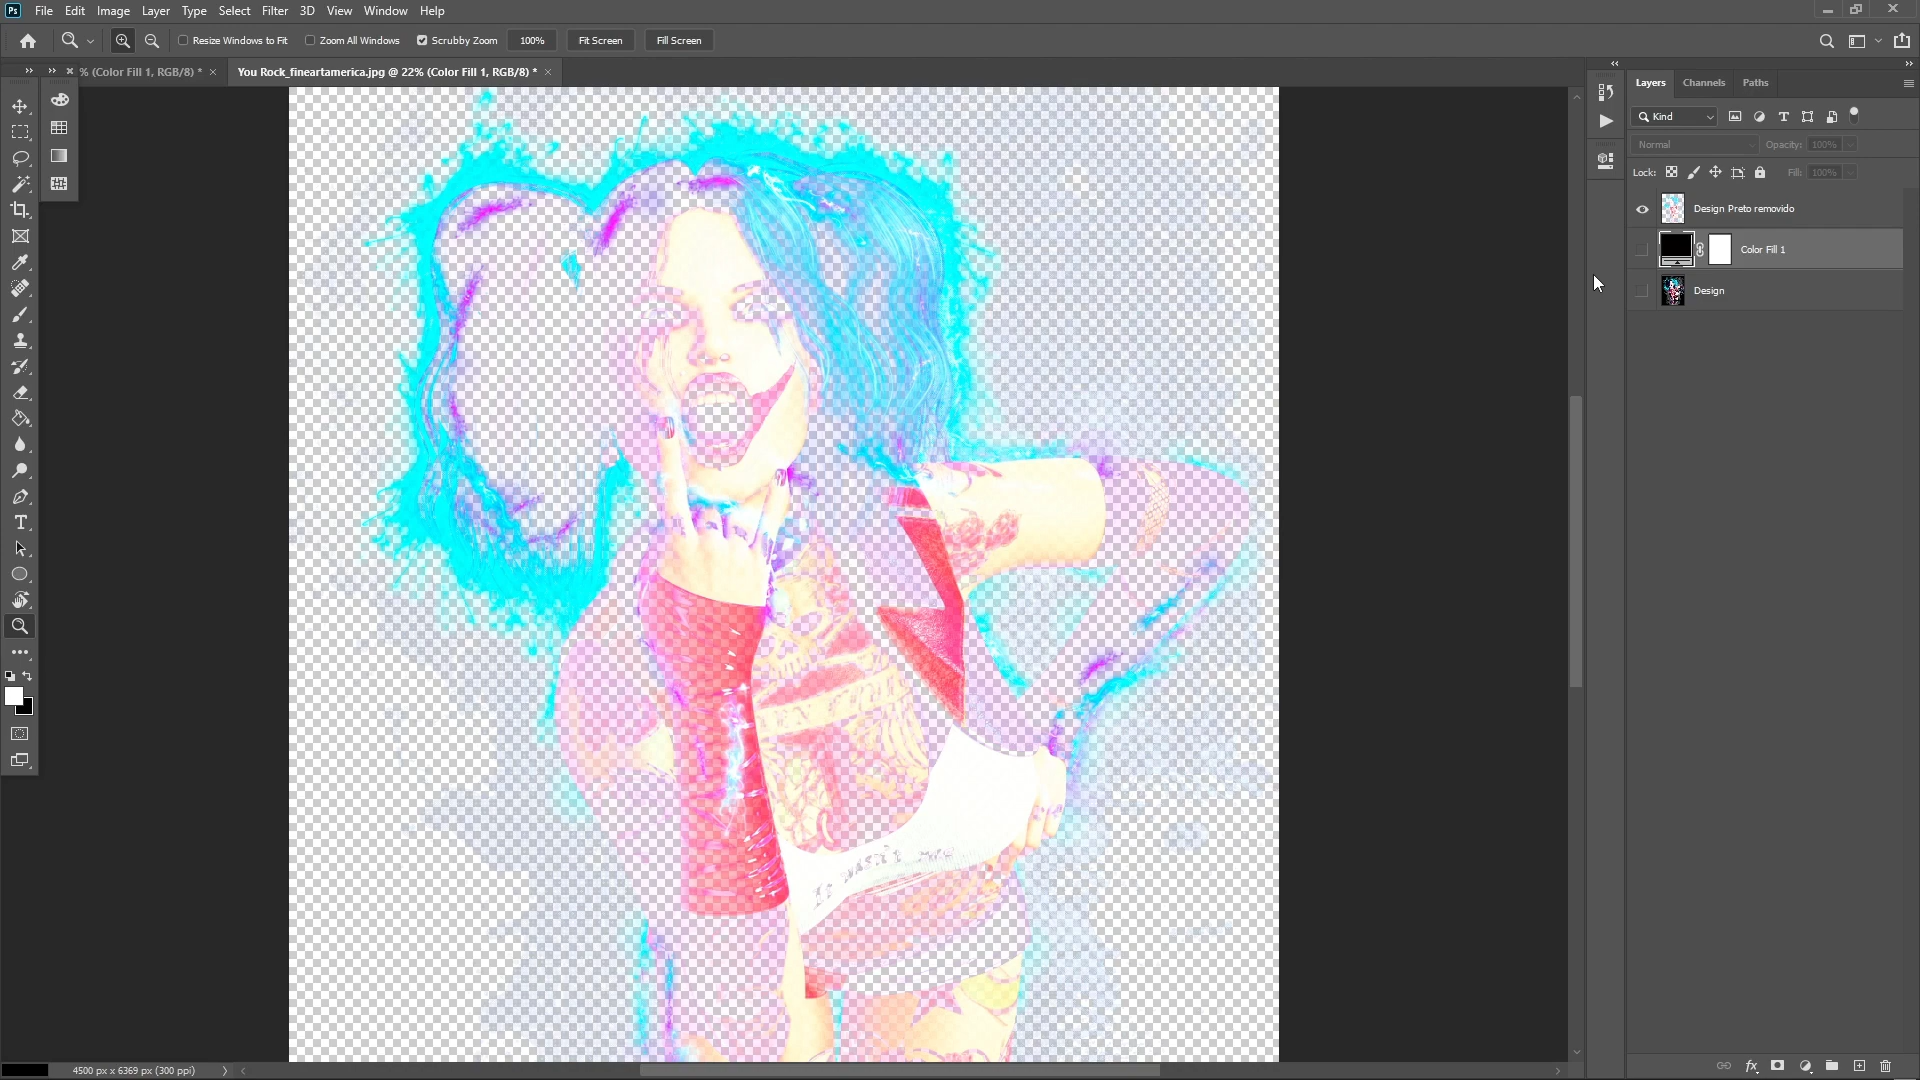 Ps File Edit Image Layer Type Select Filter 3D View Window Help
Resize Windows to Fit Zoom All Windows Scrubby Zoom 100% Fit Screen Fill Screen
% (Color Fill 1, RGB/8) * × You Rock_fineartamerica.jpg @ 22% (Color Fill 1, RGB/8) * ×
Layers Channels Paths
Kind
Normal Opacity: 100%
Lock: Fill: 100%
Design Preto removido
Color Fill 1
Design
4500 px x 6369 px (300 ppi)